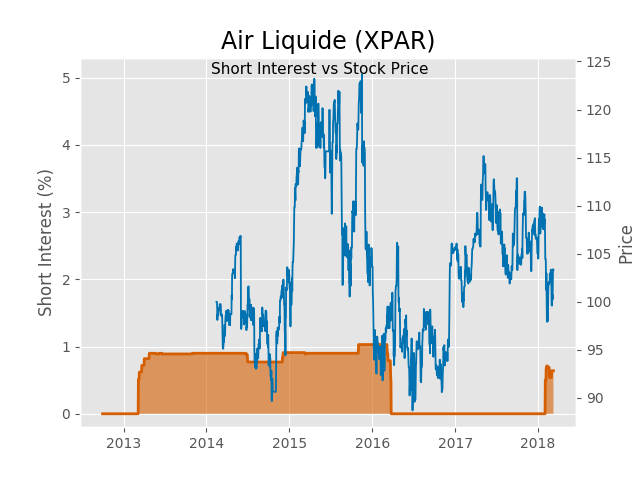 Air Liquide (XPAR)
Short Interest vs Stock Price
Short Interest (%)
5
4
3
2
1
0
125
120
115
110
105
100
95
90
Price
2013 2014 2015 2016 2017 2018